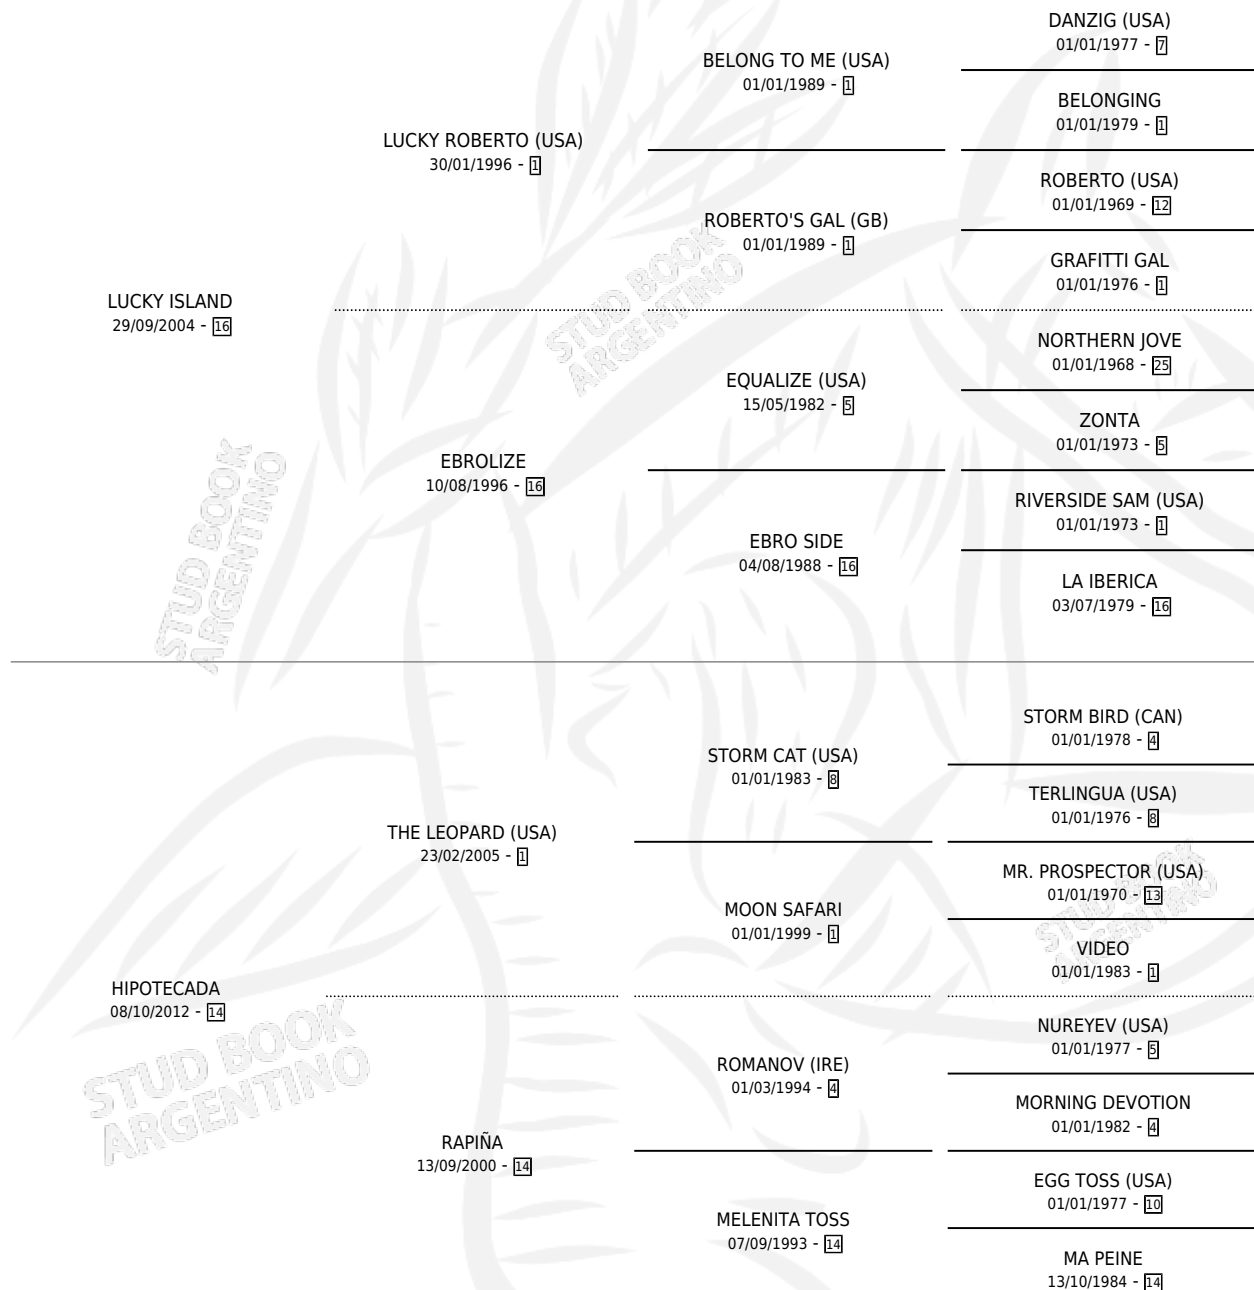 DANZIG (USA)
01/01/1977 - 7
BELONG TO ME (USA)
01/01/1989 - 1
BELONGING
01/01/1979 - 1
LUCKY ROBERTO (USA)
30/01/1996 - 1
ROBERTO (USA)
01/01/1969 - 12
ROBERTO'S GAL (GB)
01/01/1989 - 1
GRAFITTI GAL
01/01/1976 - 1
LUCKY ISLAND
29/09/2004 - 16
NORTHERN JOVE
01/01/1968 - 25
EQUALIZE (USA)
15/05/1982 - 5
ZONTA
01/01/1973 - 5
EBROLIZE
10/08/1996 - 16
RIVERSIDE SAM (USA)
01/01/1973 - 1
EBRO SIDE
04/08/1988 - 16
LA IBERICA
03/07/1979 - 16
STORM BIRD (CAN)
01/01/1978 - 4
STORM CAT (USA)
01/01/1983 - 8
TERLINGUA (USA)
01/01/1976 - 8
THE LEOPARD (USA)
23/02/2005 - 1
MR. PROSPECTOR (USA)
01/01/1970 - 13
MOON SAFARI
01/01/1999 - 1
VIDEO
01/01/1983 - 1
HIPOTECADA
08/10/2012 - 14
NUREYEV (USA)
01/01/1977 - 5
ROMANOV (IRE)
01/03/1994 - 4
MORNING DEVOTION
01/01/1982 - 4
RAPIÑA
13/09/2000 - 14
EGG TOSS (USA)
01/01/1977 - 10
MELENITA TOSS
07/09/1993 - 14
MA PEINE
13/10/1984 - 14
STUD BOOK
ARGENTINO
STUD BOOK
ARGENTINO
STUD BOOK
ARGENTINO
STUD BOOK
ARGENTINO